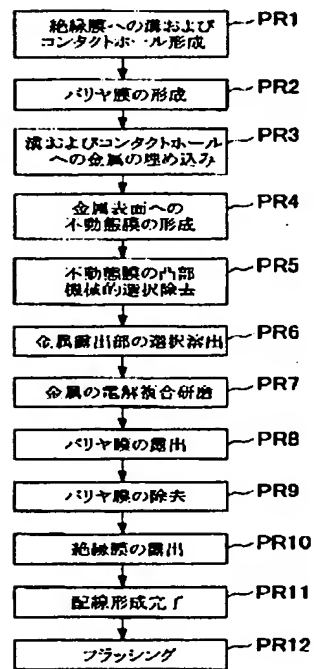 絶縁膜への溝および
コンタクトホール形成
PR1
バリヤ膜の形成
PR2
溝およびコンタクトホール
への金属の埋め込み
PR3
金属表面への
不動態膜の形成
PR4
不動態膜の凸部
機械的選択除去
PR5
金属露出部の選択溶出
PR6
金属の電解複合研磨
PR7
バリヤ膜の露出
PR8
バリヤ膜の除去
PR9
絶縁膜の露出
PR10
配線形成完了
PR11
フラッシング
PR12